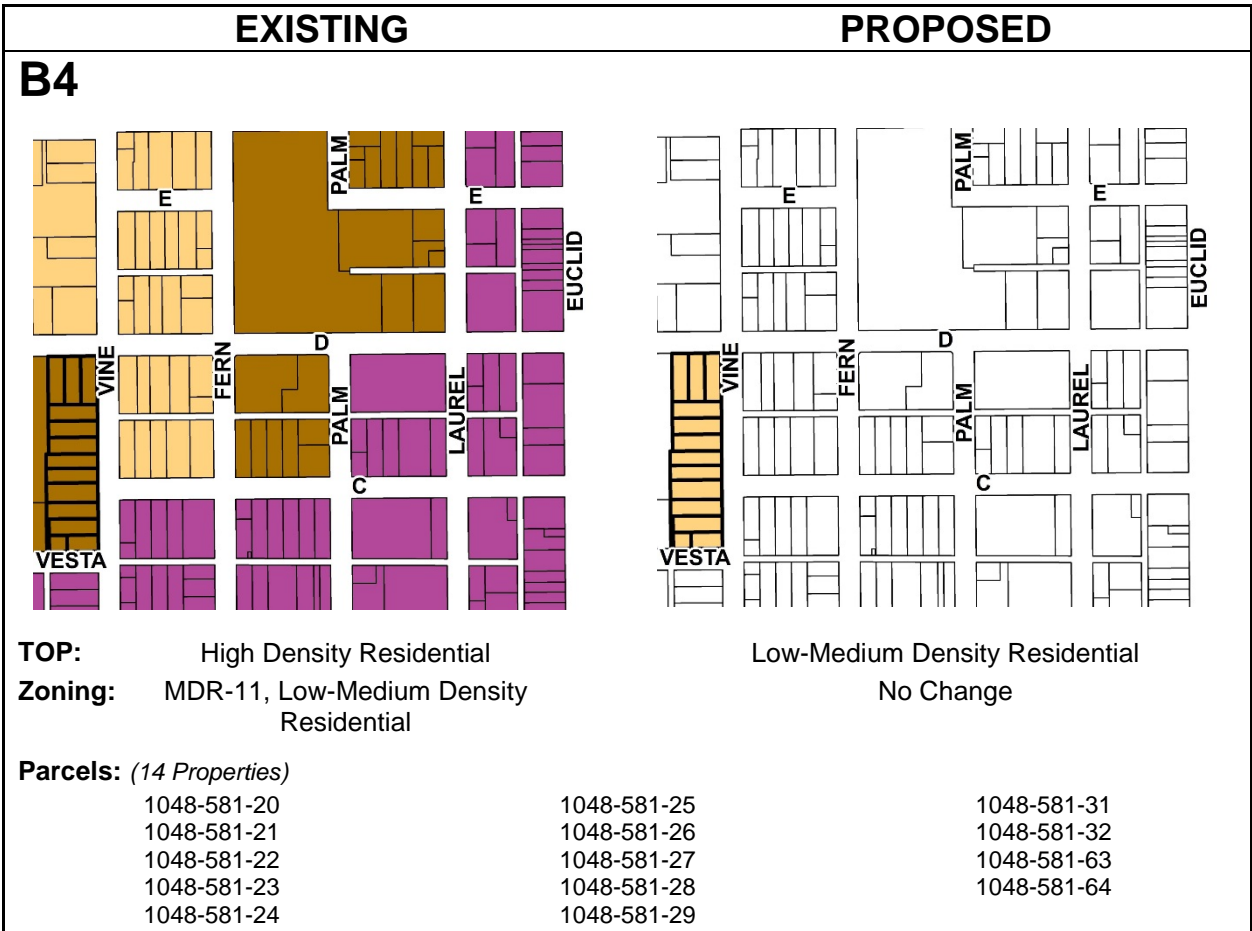 EXISTING
PROPOSED
B4
PALM
E
E
EUCLID
D
VINE
FERN
PALM
LAUREL
C
VESTA
PALM
E
E
EUCLID
D
VINE
FERN
PALM
LAUREL
C
VESTA
TOP: High Density Residential
Low-Medium Density Residential
Zoning: MDR-11, Low-Medium Density
Residential
No Change
Parcels: (14 Properties)
1048-581-20
1048-581-21
1048-581-22
1048-581-23
1048-581-24
1048-581-25
1048-581-26
1048-581-27
1048-581-28
1048-581-29
1048-581-31
1048-581-32
1048-581-63
1048-581-64